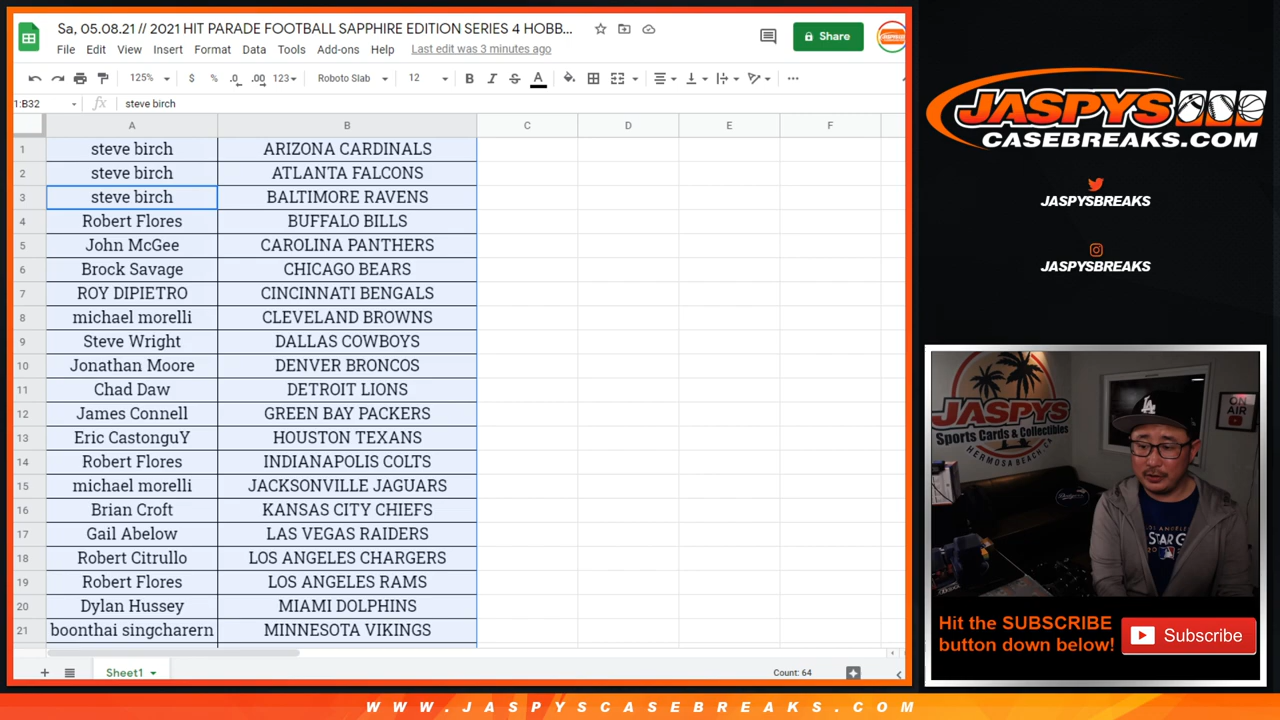 Sa, 05.08.21 // 2021 HIT PARADE FOOTBALL SAPPHIRE EDITION SERIES 4 HOBB...
Share
File Edit View Insert Format Data Tools Add-ons Help Last edit was 3 minutes ago
125% $ % .0 .00 123 Roboto Slab 12 B I S A
1:B32 fx steve birch
A B C D E F
1 steve birch ARIZONA CARDINALS
2 steve birch ATLANTA FALCONS
3 steve birch BALTIMORE RAVENS
4 Robert Flores BUFFALO BILLS
5 John McGee CAROLINA PANTHERS
6 Brock Savage CHICAGO BEARS
7 ROY DIPIETRO CINCINNATI BENGALS
8 michael morelli CLEVELAND BROWNS
9 Steve Wright DALLAS COWBOYS
10 Jonathan Moore DENVER BRONCOS
11 Chad Daw DETROIT LIONS
12 James Connell GREEN BAY PACKERS
13 Eric CastonguY HOUSTON TEXANS
14 Robert Flores INDIANAPOLIS COLTS
15 michael morelli JACKSONVILLE JAGUARS
16 Brian Croft KANSAS CITY CHIEFS
17 Gail Abelow LAS VEGAS RAIDERS
18 Robert Citrullo LOS ANGELES CHARGERS
19 Robert Flores LOS ANGELES RAMS
20 Dylan Hussey MIAMI DOLPHINS
21 boonthai singcharern MINNESOTA VIKINGS
Sheet1
Count: 64
JASPYS
CASEBREAKS.COM
JASPYSBREAKS
JASPYSBREAKS
JASPYS
Sports Cards & Collectibles
HERMOSA BEACH, CA
ON
AIR
LA
Hit the SUBSCRIBE
button down below!
Subscribe
WWW.JASPYSCASEBREAKS.COM